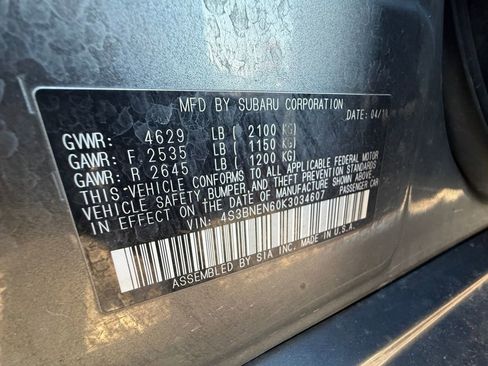 MFD BY SUBARU CORPORATION
DATE: 04/
GVWR: 4629 LB ( 2100 KG)
GAWR: F 2535 LB ( 1150 KG)
GAWR: R 2645 LB ( 1200 KG)
THIS VEHICLE CONFORMS TO ALL APPLICABLE FEDERAL MOTOR
VEHICLE SAFETY, BUMPER, AND THEFT PREVENTION STANDARDS
IN EFFECT ON THE DATE OF MANUFACTURE SHOWN ABOVE.
VIN: 4S3BNEN60K3034607 PASSENGER CAR
ASSEMBLED BY SIA INC. MADE IN U.S.A.